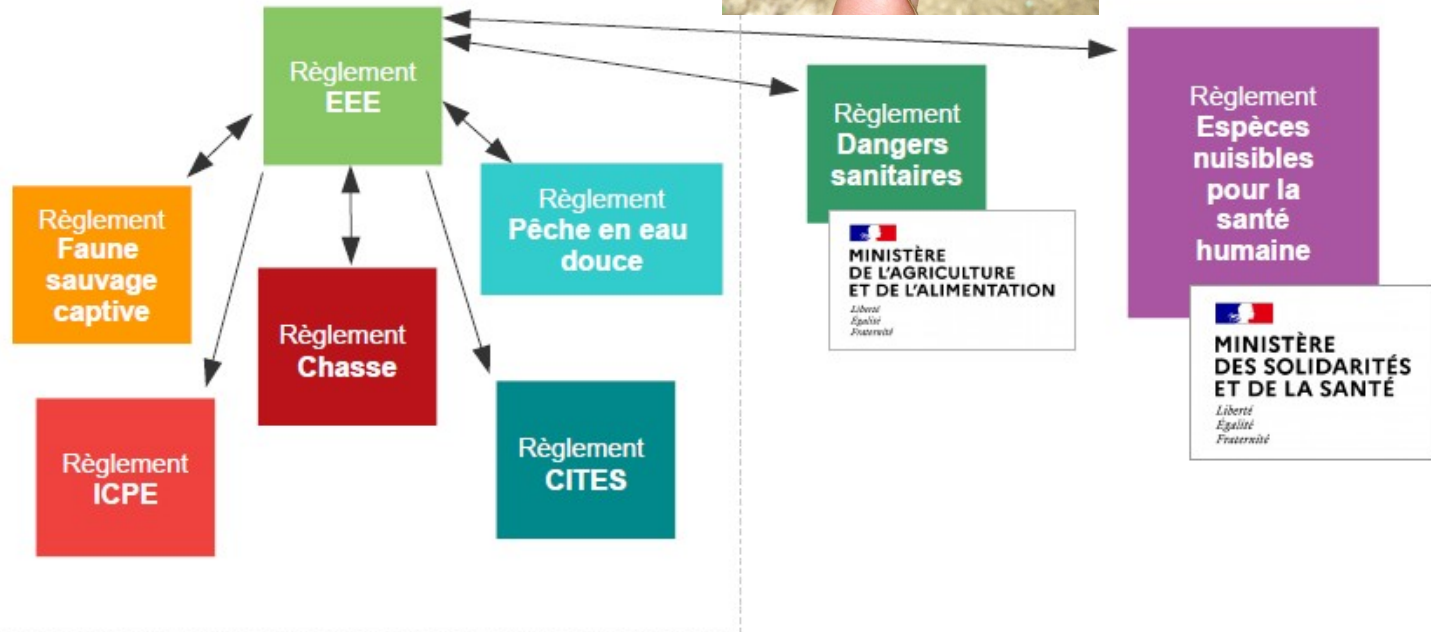 Règlement
EEE
Règlement
Dangers
sanitaires
Règlement
Espèces
nuisibles
pour la
santé
humaine
Règlement
Faune
sauvage
captive
Règlement
Pêche en eau
douce
MINISTÈRE
DE L'AGRICULTURE
ET DE L'ALIMENTATION
Liberté
Égalité
Fraternité
Règlement
Chasse
MINISTÈRE
DES SOLIDARITÉS
ET DE LA SANTÉ
Liberté
Égalité
Fraternité
Règlement
ICPE
Règlement
CITES